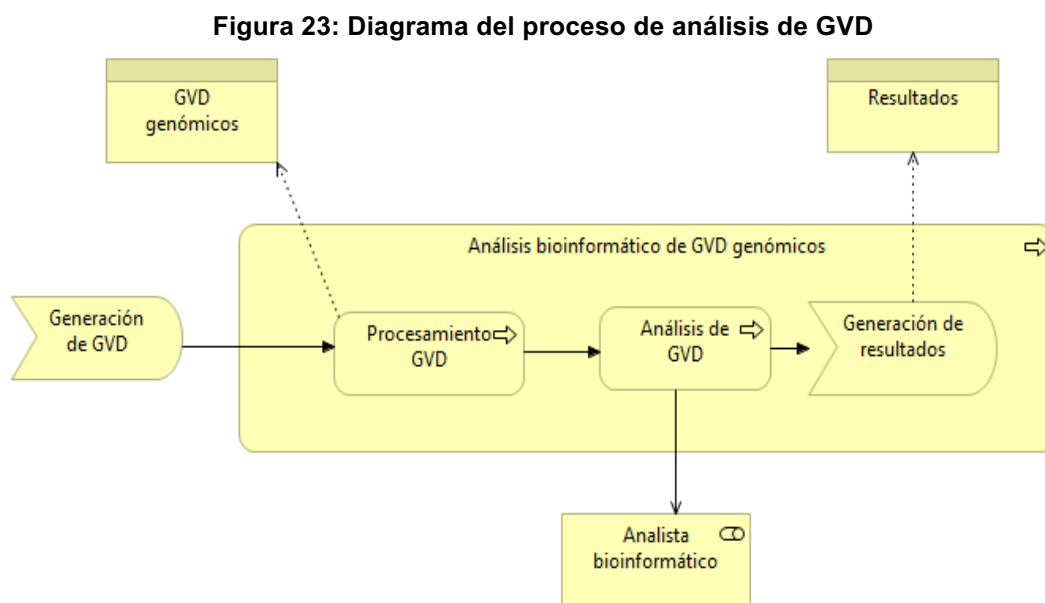 Figura 23: Diagrama del proceso de análisis de GVD
GVD
genómicos
Resultados
Análisis bioinformático de GVD genómicos
Generación
de GVD
Procesamiento
GVD
Análisis de
GVD
Generación de
resultados
Analista
bioinformático